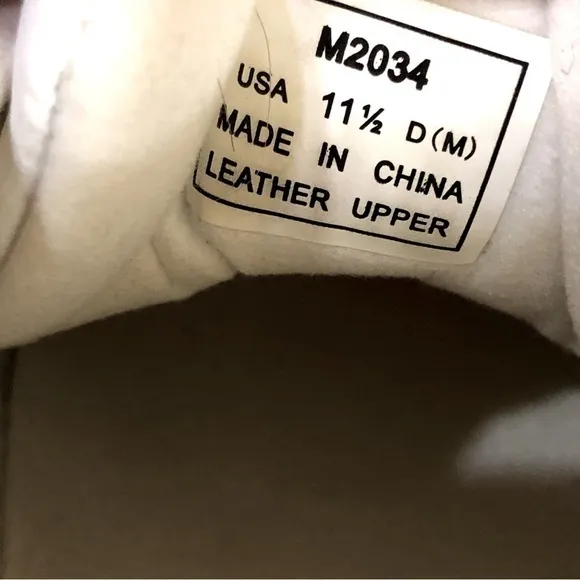 M2034
USA 11½ D(M)
MADE IN CHINA
LEATHER UPPER